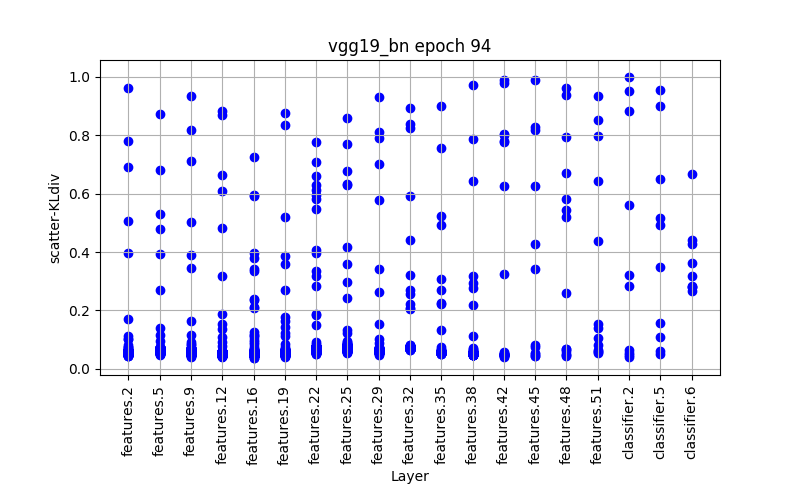 vgg19_bn epoch 94
scatter-KLdiv
1.0
0.8
0.6
0.4
0.2
0.0
features.2
features.5
features.9
features.12
features.16
features.19
features.22
features.25
features.29
features.32
features.35
features.38
features.42
features.45
features.48
features.51
classifier.2
classifier.5
classifier.6
Layer